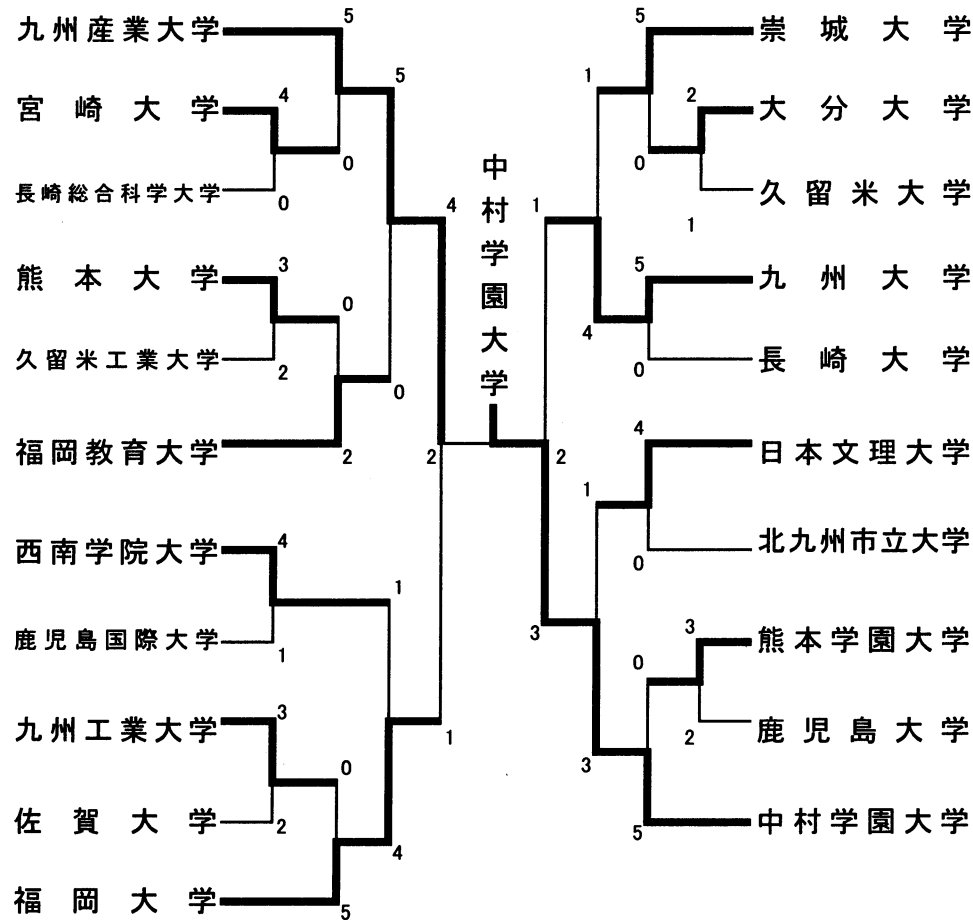 九州産業大学
5
宮崎大学
4
5
0
長崎総合科学大学
0
4
熊本大学
3
0
久留米工業大学
2
0
福岡教育大学
2
2
西南学院大学
4
1
鹿児島国際大学
1
九州工業大学
3
0
1
佐賀大学
2
4
福岡大学
5
中村学園大学
崇城大学
5
1
大分大学
2
0
久留米大学
1
1
九州大学
5
4
長崎大学
0
日本文理大学
4
2
1
北九州市立大学
0
熊本学園大学
3
3
0
鹿児島大学
2
3
中村学園大学
5